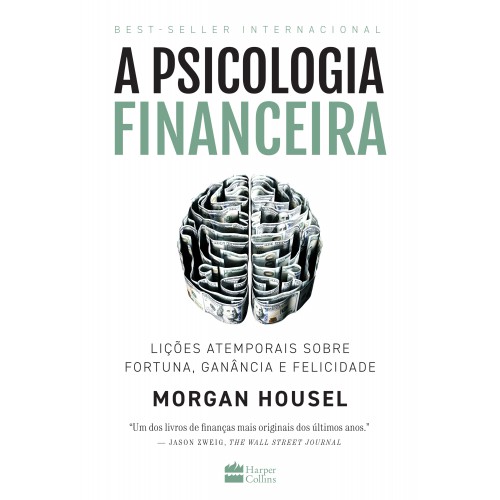 BEST-SELLER INTERNACIONAL
A PSICOLOGIA
FINANCEIRA
LIÇÕES ATEMPORAIS SOBRE
FORTUNA, GANÂNCIA E FELICIDADE
MORGAN HOUSEL
“Um dos livros de finanças mais originais dos últimos anos.”
— JASON ZWEIG, THE WALL STREET JOURNAL
Harper
Collins